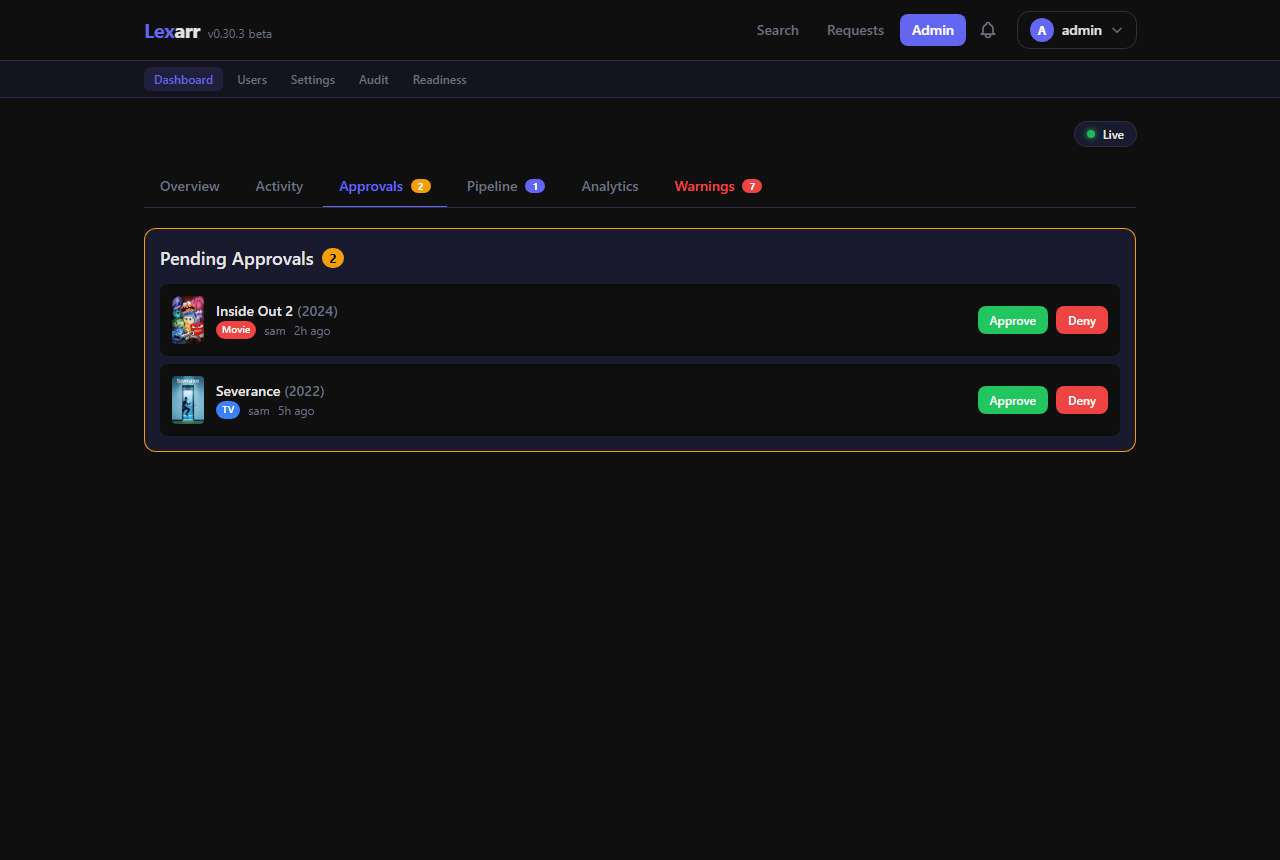 Lexarr v0.30.3 beta
Search Requests Admin A admin
Dashboard Users Settings Audit Readiness
Live
Overview Activity Approvals 2 Pipeline 1 Analytics Warnings 7
Pending Approvals 2
Inside Out 2 (2024)
Movie sam 2h ago
Approve Deny
Severance
Severance (2022)
TV sam 5h ago
Approve Deny